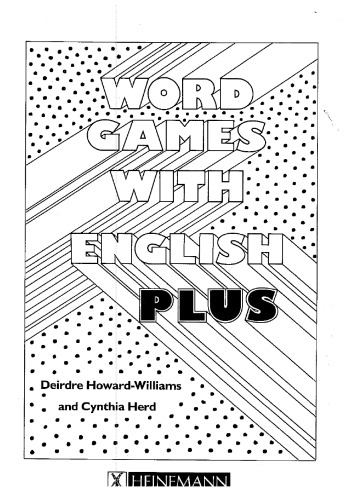 WORD
GAMES
WITH
ENGLISH
PLUS
Deirdre Howard-Williams
and Cynthia Herd
HEINEMANN